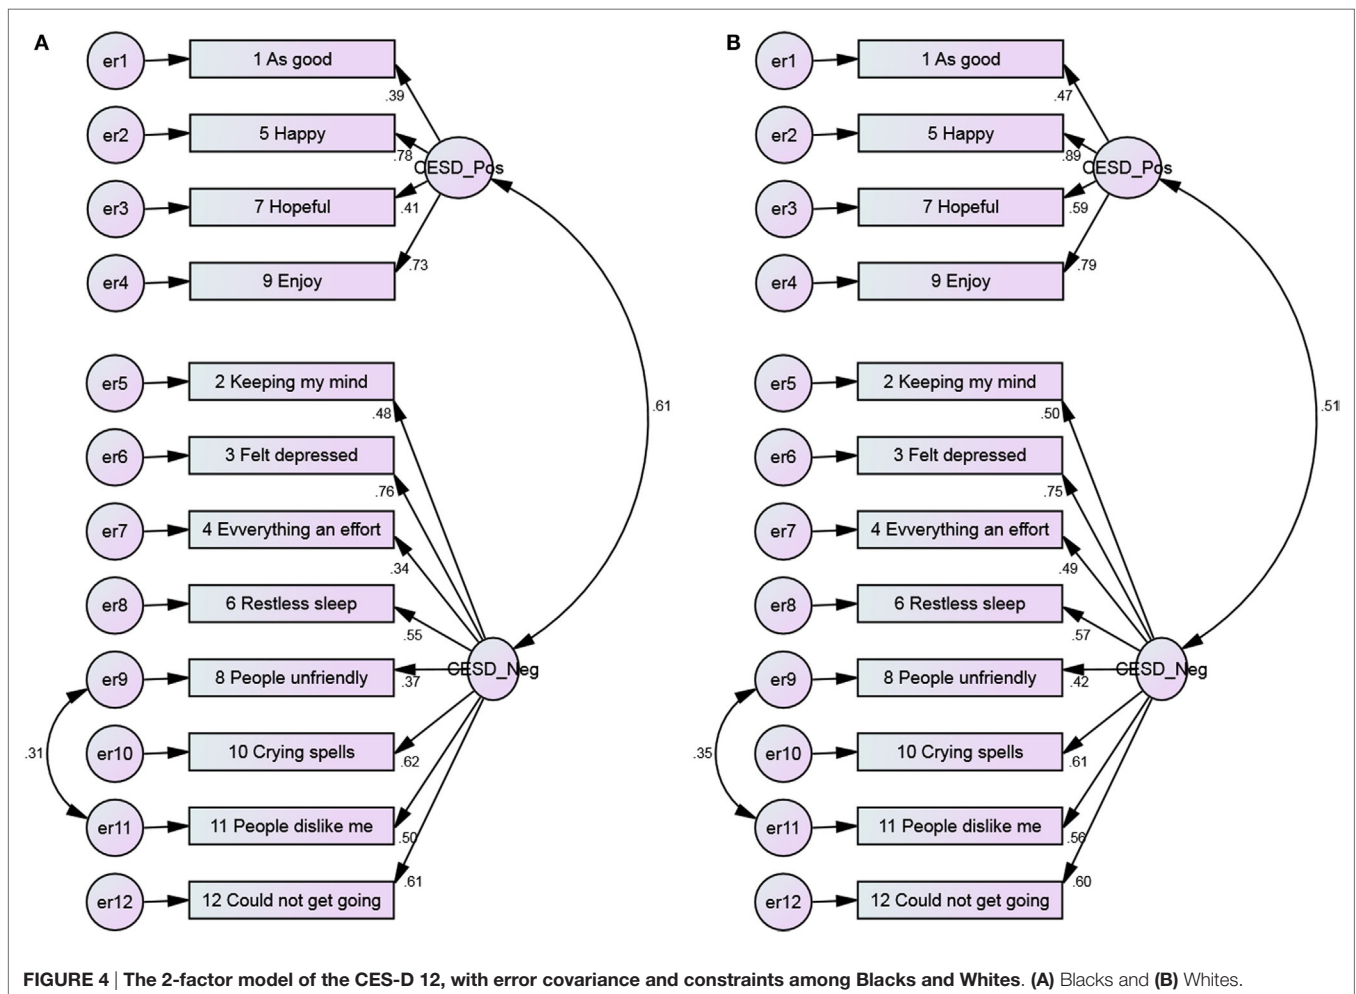 A
er1
1 As good
.39
er2
5 Happy
.78
CESD_Pos
er3
7 Hopeful
.41
er4
9 Enjoy
.73
er5
2 Keeping my mind
.48
.61
er6
3 Felt depressed
.76
er7
4 Evverything an effort
.34
er8
6 Restless sleep
.55
er9
8 People unfriendly
.37
CESD_Neg
.31
er10
10 Crying spells
.62
er11
11 People dislike me
.50
er12
12 Could not get going
.61
B
er1
1 As good
.47
er2
5 Happy
.89
CESD_Pos
er3
7 Hopeful
.59
er4
9 Enjoy
.79
er5
2 Keeping my mind
.50
.51
er6
3 Felt depressed
.75
er7
4 Evverything an effort
.49
er8
6 Restless sleep
.57
er9
8 People unfriendly
.42
CESD_Neg
.35
er10
10 Crying spells
.61
er11
11 People dislike me
.56
er12
12 Could not get going
.60
FIGURE 4 | The 2-factor model of the CES-D 12, with error covariance and constraints among Blacks and Whites. (A) Blacks and (B) Whites.